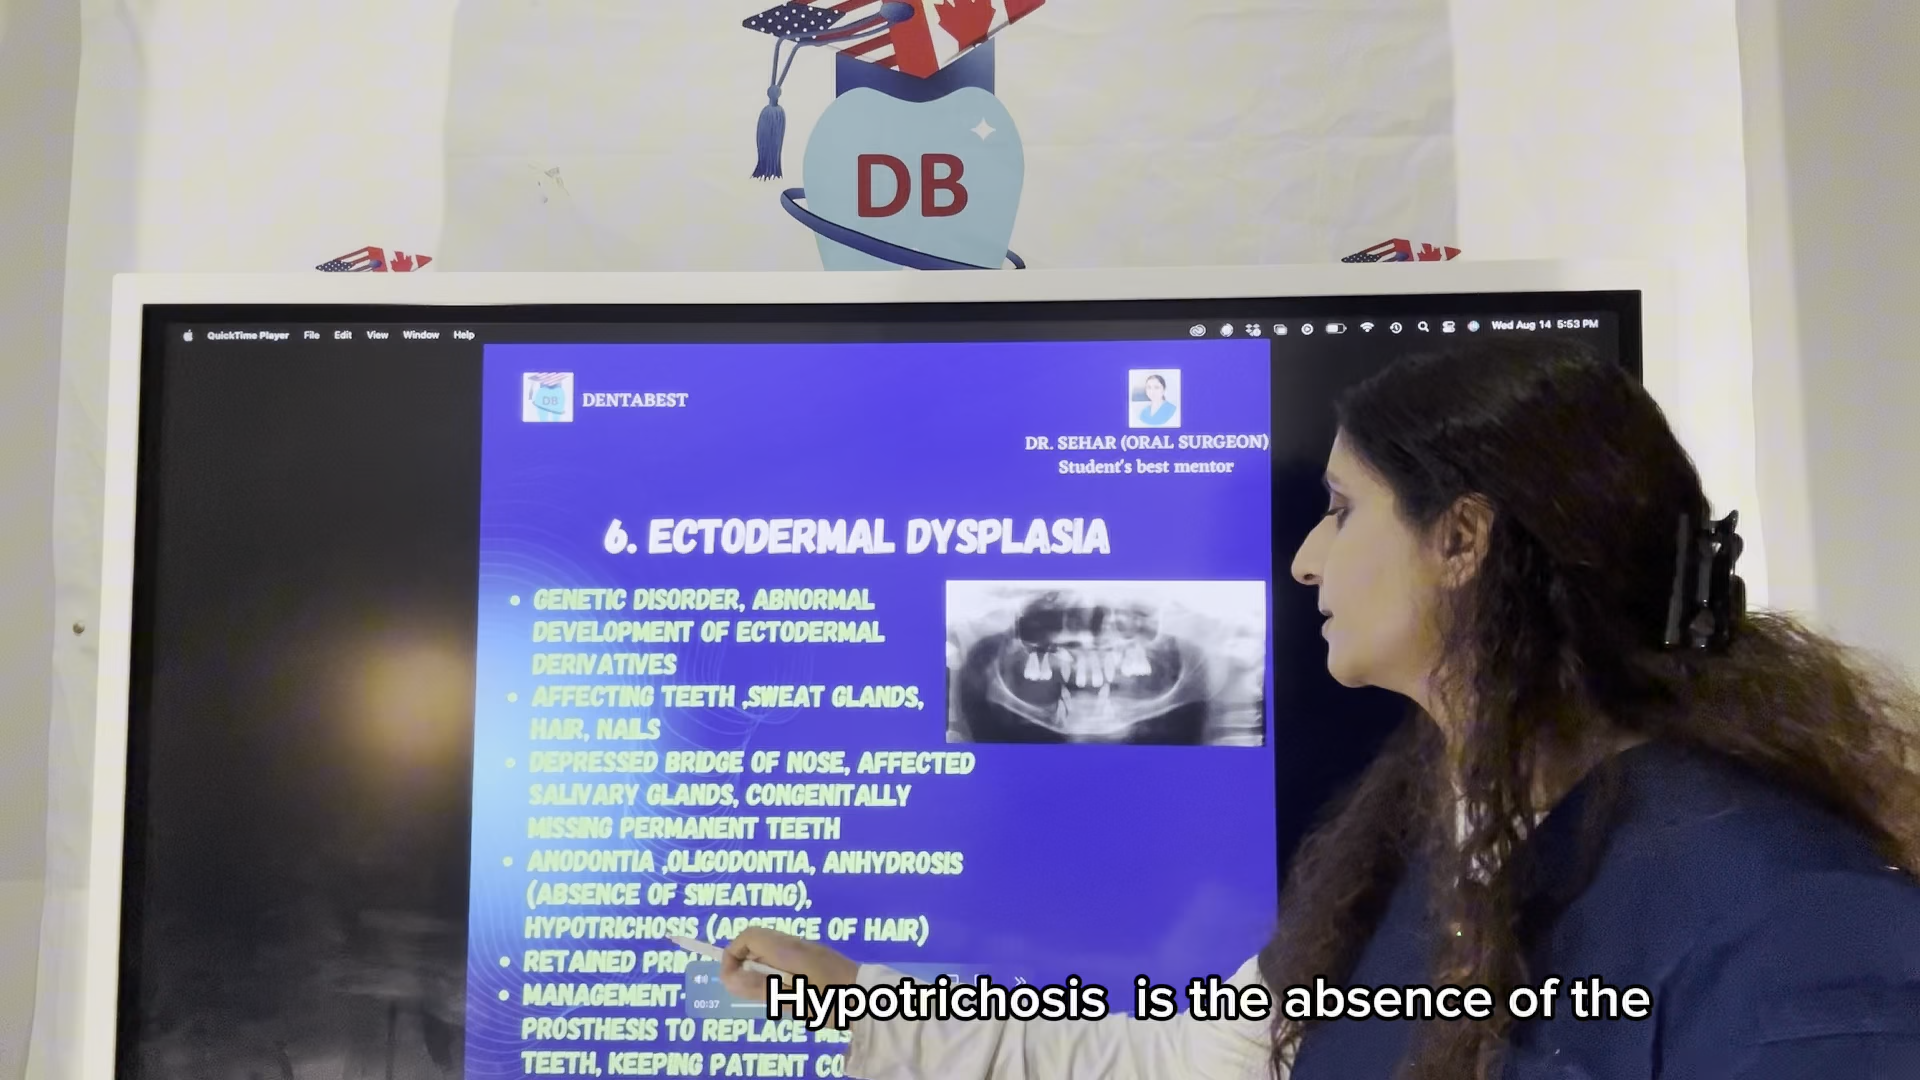 DB
QuickTime Player File Edit View Window Help
Wed Aug 14 5:53 PM
DB
DENTABEST
DR. SEHAR (ORAL SURGEON)
Student's best mentor
6. ECTODERMAL DYSPLASIA
• GENETIC DISORDER, ABNORMAL
DEVELOPMENT OF ECTODERMAL
DERIVATIVES
• AFFECTING TEETH ,SWEAT GLANDS,
HAIR, NAILS
• DEPRESSED BRIDGE OF NOSE, AFFECTED
SALIVARY GLANDS, CONGENITALLY
MISSING PERMANENT TEETH
• ANODONTIA ,OLIGODONTIA, ANHYDROSIS
(ABSENCE OF SWEATING),
HYPOTRICHOSIS (ABSENCE OF HAIR)
• RETAINED
• MANAGEMENT-
00:37
PROSTHESIS TO REPLACE
TEETH, KEEPING PATIENT
Hypotrichosis is the absence of the